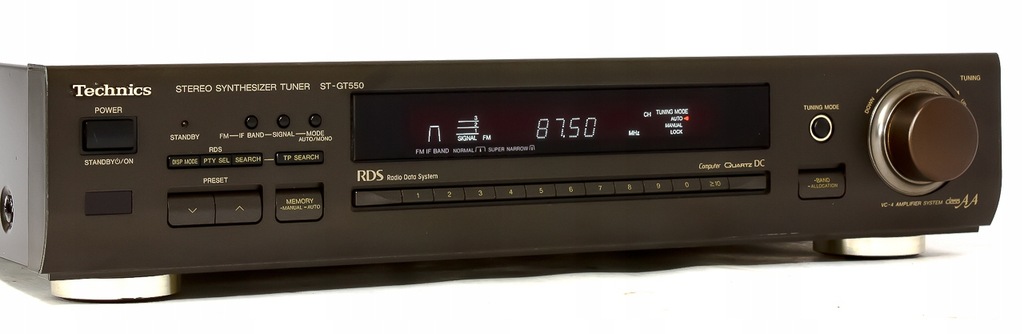 Technics
STEREO SYNTHESIZER TUNER ST-GT550
POWER
STANDBY⏻/ON
STANDBY
FM—IF BAND—SIGNAL—MODE
AUTO/MONO
RDS
DISP MODE PTY SEL SEARCH TP SEARCH
PRESET
MEMORY
–MANUAL –AUTO
SIGNAL FM 87.50 MHz CH
TUNING MODE
AUTO
MANUAL
LOCK
FM IF BAND NORMAL SUPER NARROW
RDS Radio Data System
Computer QUARTZ DC
1 2 3 4 5 6 7 8 9 0 ≥10
TUNING MODE
–BAND
–ALLOCATION
TUNING
DOWN
VC-4 AMPLIFIER SYSTEM class AA